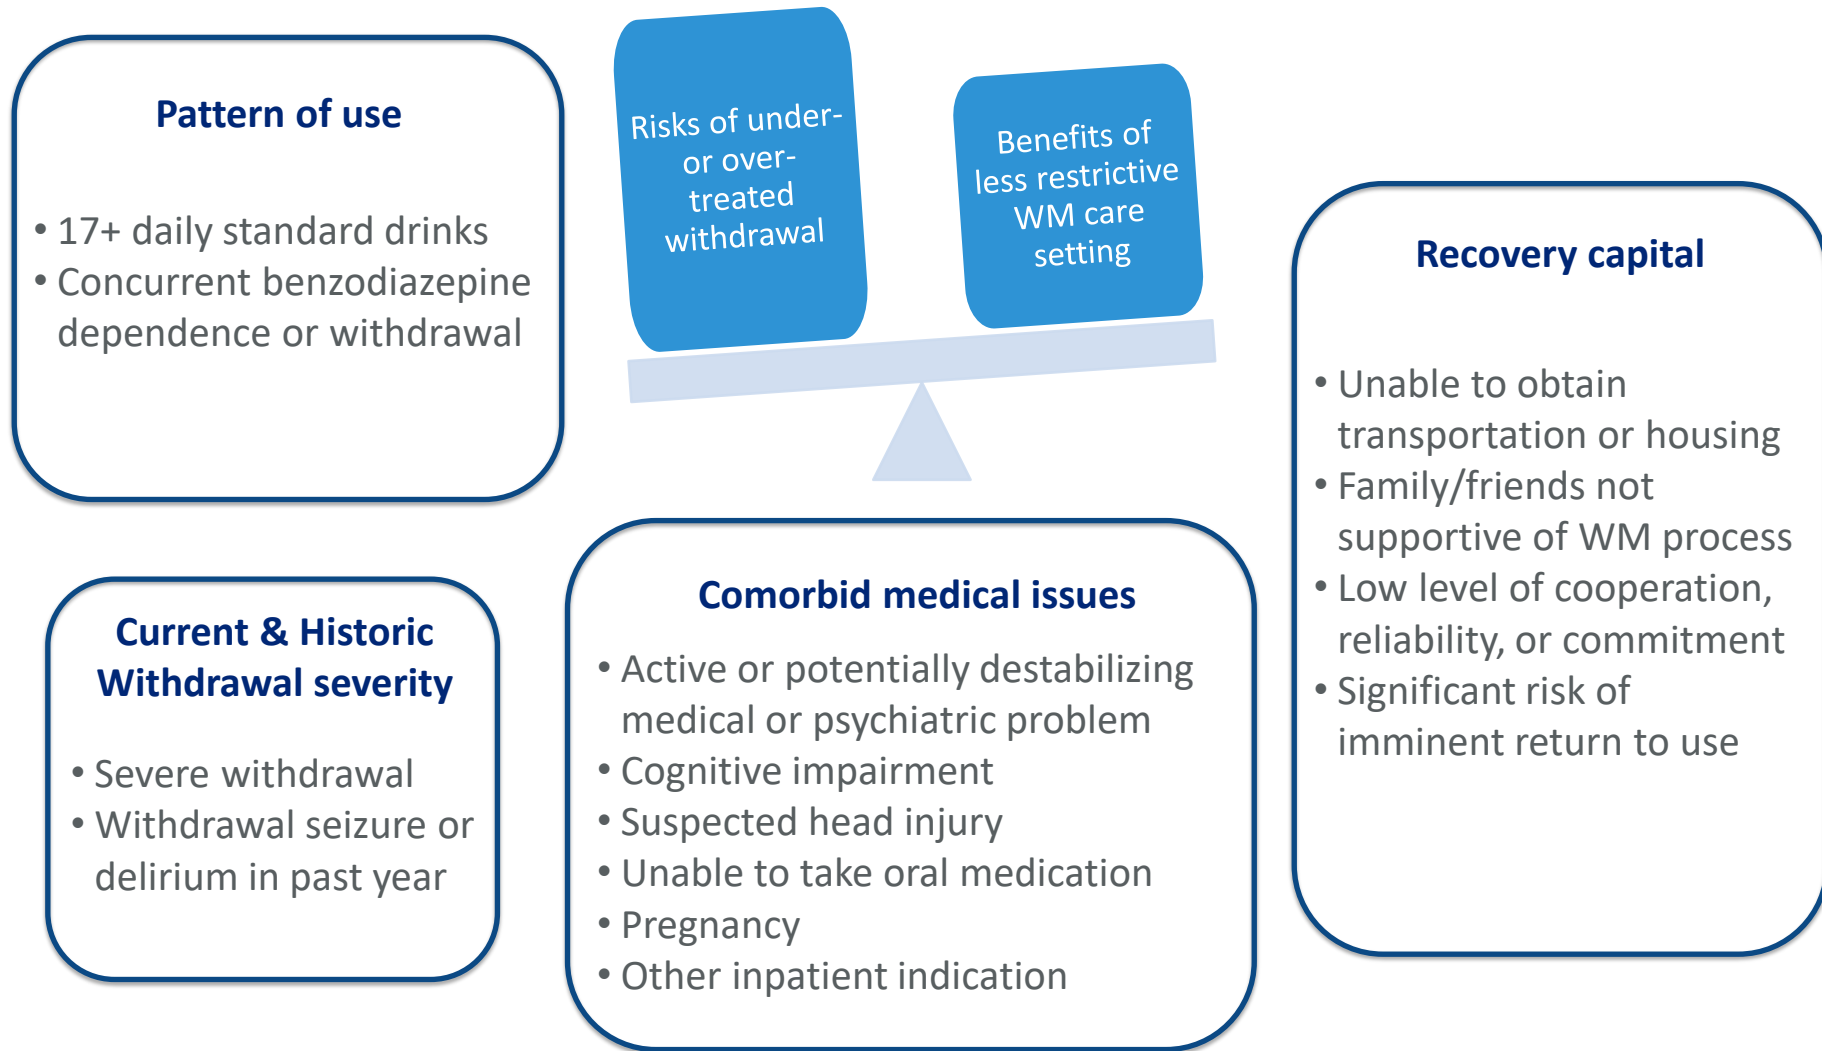 Pattern of use
• 17+ daily standard drinks
• Concurrent benzodiazepine
dependence or withdrawal
Risks of under-
or over-
treated
withdrawal
Benefits of
less restrictive
WM care
setting
Recovery capital
• Unable to obtain
transportation or housing
• Family/friends not
supportive of WM process
• Low level of cooperation,
reliability, or commitment
• Significant risk of
imminent return to use
Current & Historic
Withdrawal severity
• Severe withdrawal
• Withdrawal seizure or
delirium in past year
Comorbid medical issues
• Active or potentially destabilizing
medical or psychiatric problem
• Cognitive impairment
• Suspected head injury
• Unable to take oral medication
• Pregnancy
• Other inpatient indication